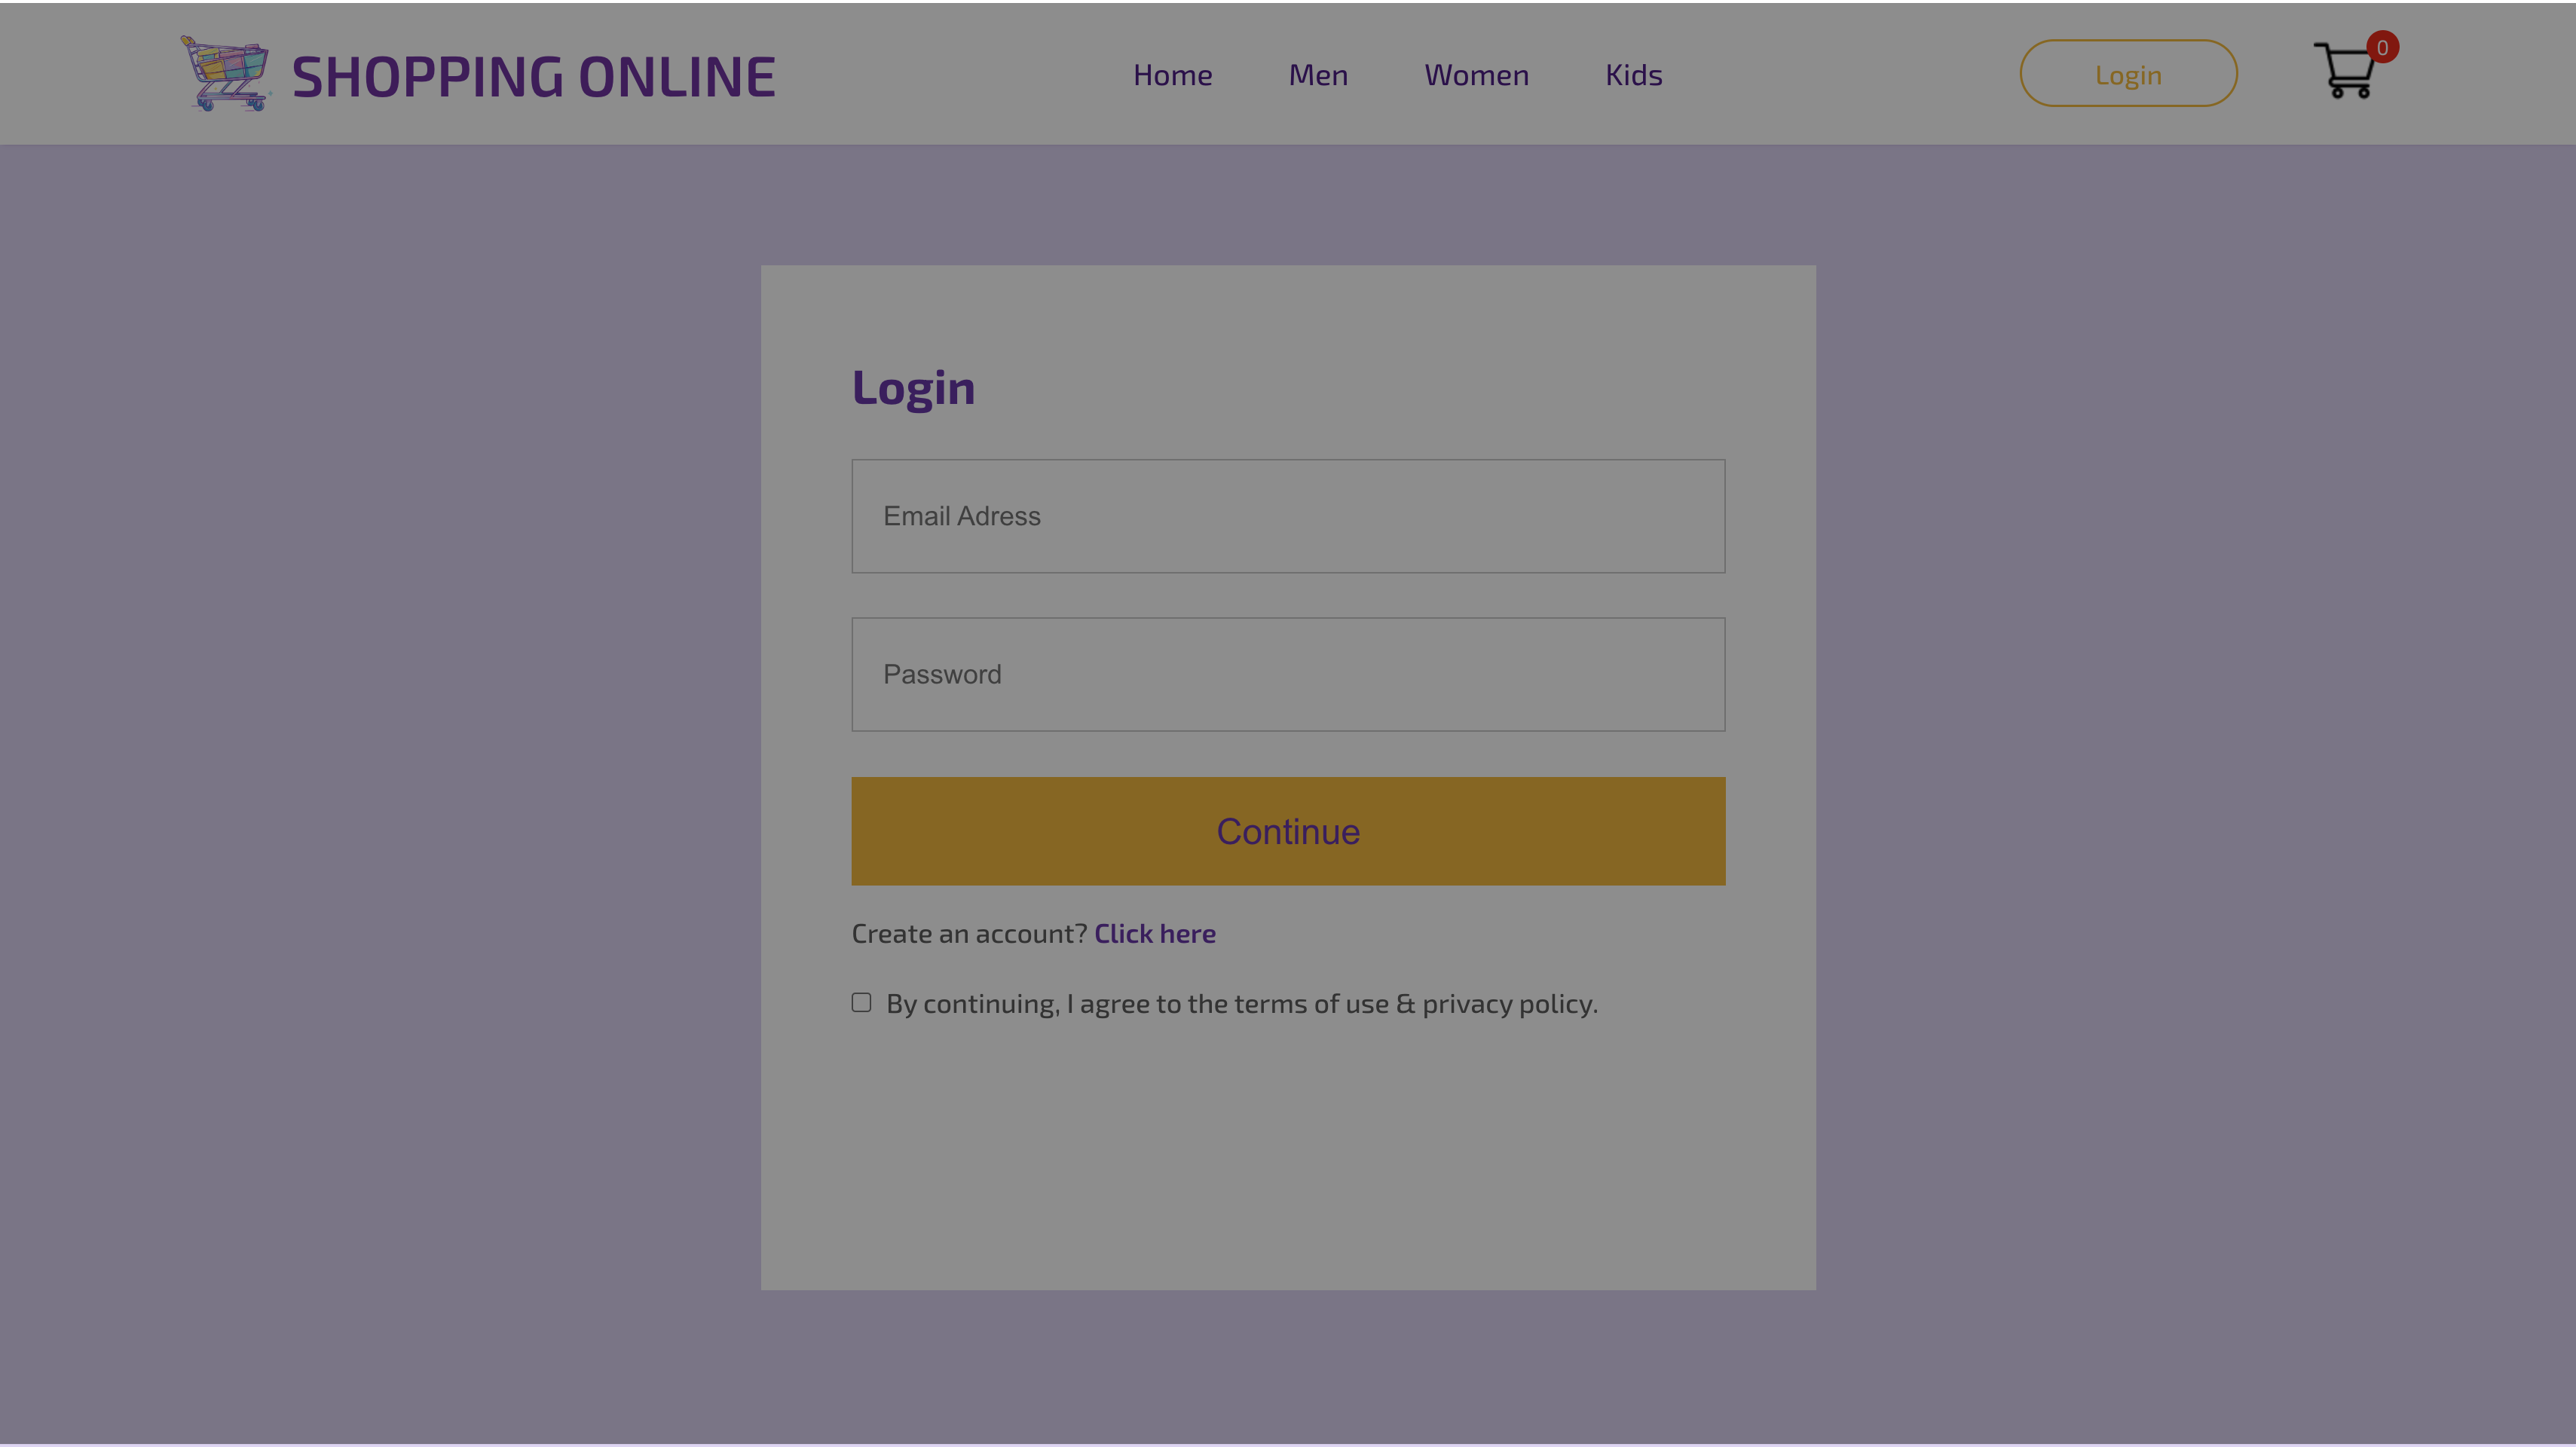 SHOPPING ONLINE
Home Men Women Kids
Login
0
Login
Email Adress
Password
Continue
Create an account? Click here
By continuing, I agree to the terms of use & privacy policy.